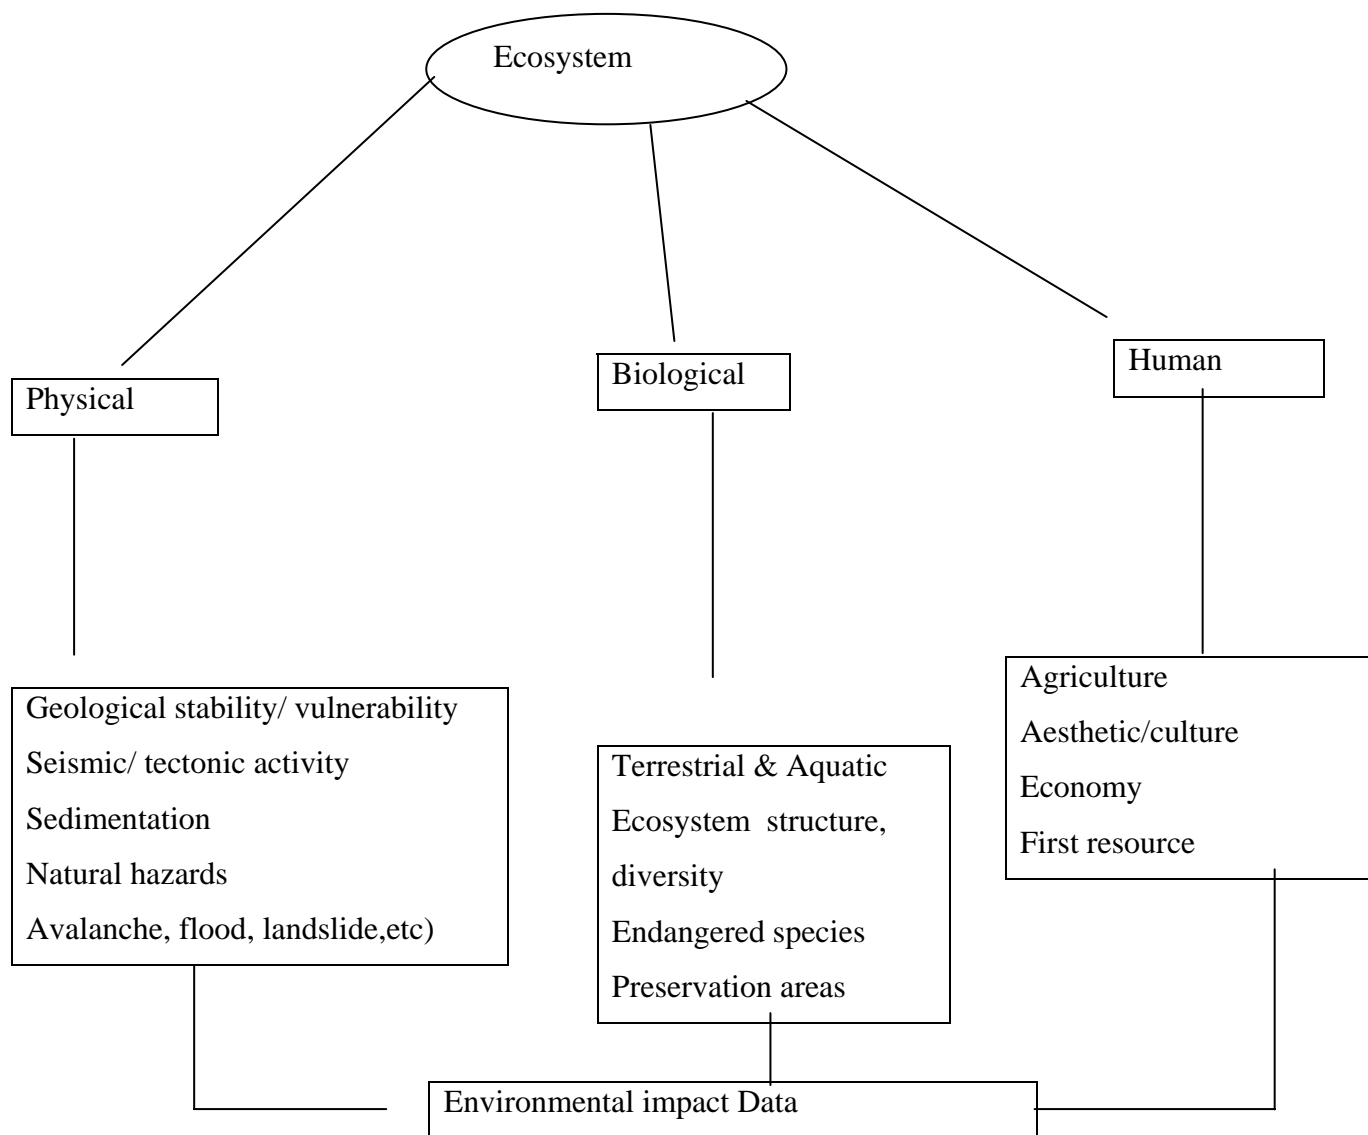 Ecosystem
Physical
Biological
Human
Geological stability/ vulnerability
Seismic/ tectonic activity
Sedimentation
Natural hazards
Avalanche, flood, landslide,etc)
Terrestrial & Aquatic
Ecosystem  structure,
diversity
Endangered species
Preservation areas
Agriculture
Aesthetic/culture
Economy
First resource
Environmental impact Data